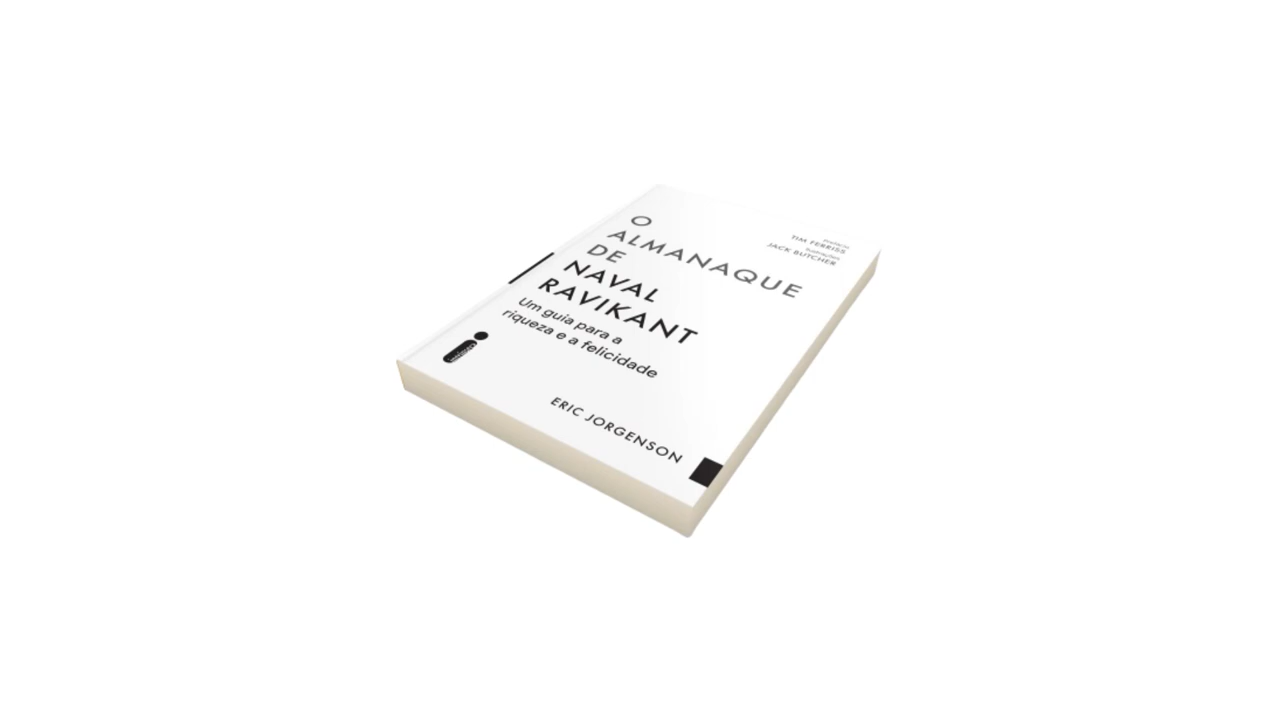 O
ALMANAQUE
DE
NAVAL
RAVIKANT
Um guia para a
riqueza e a felicidade
TIM FERRISS
JACK BUTCHER
ERIC JORGENSON